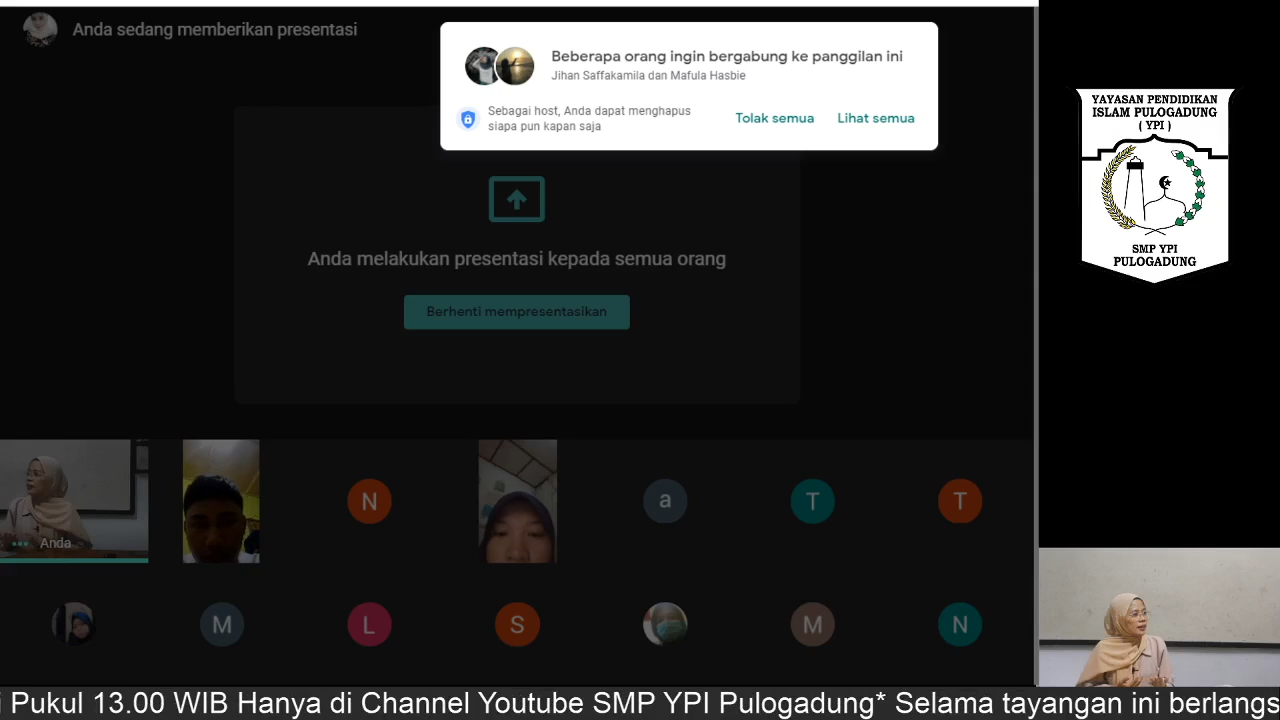 Anda sedang memberikan presentasi
Beberapa orang ingin bergabung ke panggilan ini
Jihan Saffakamila dan Mafula Hasbie
Sebagai host, Anda dapat menghapus
siapa pun kapan saja
Tolak semua
Lihat semua
Anda melakukan presentasi kepada semua orang
Berhenti mempresentasikan
Anda
N
a
T
T
M
L
S
M
N
YAYASAN PENDIDIKAN
ISLAM PULOGADUNG
( YPI )
SMP YPI
PULOGADUNG
i Pukul 13.00 WIB Hanya di Channel Youtube SMP YPI Pulogadung* Selama tayangan ini berlangs